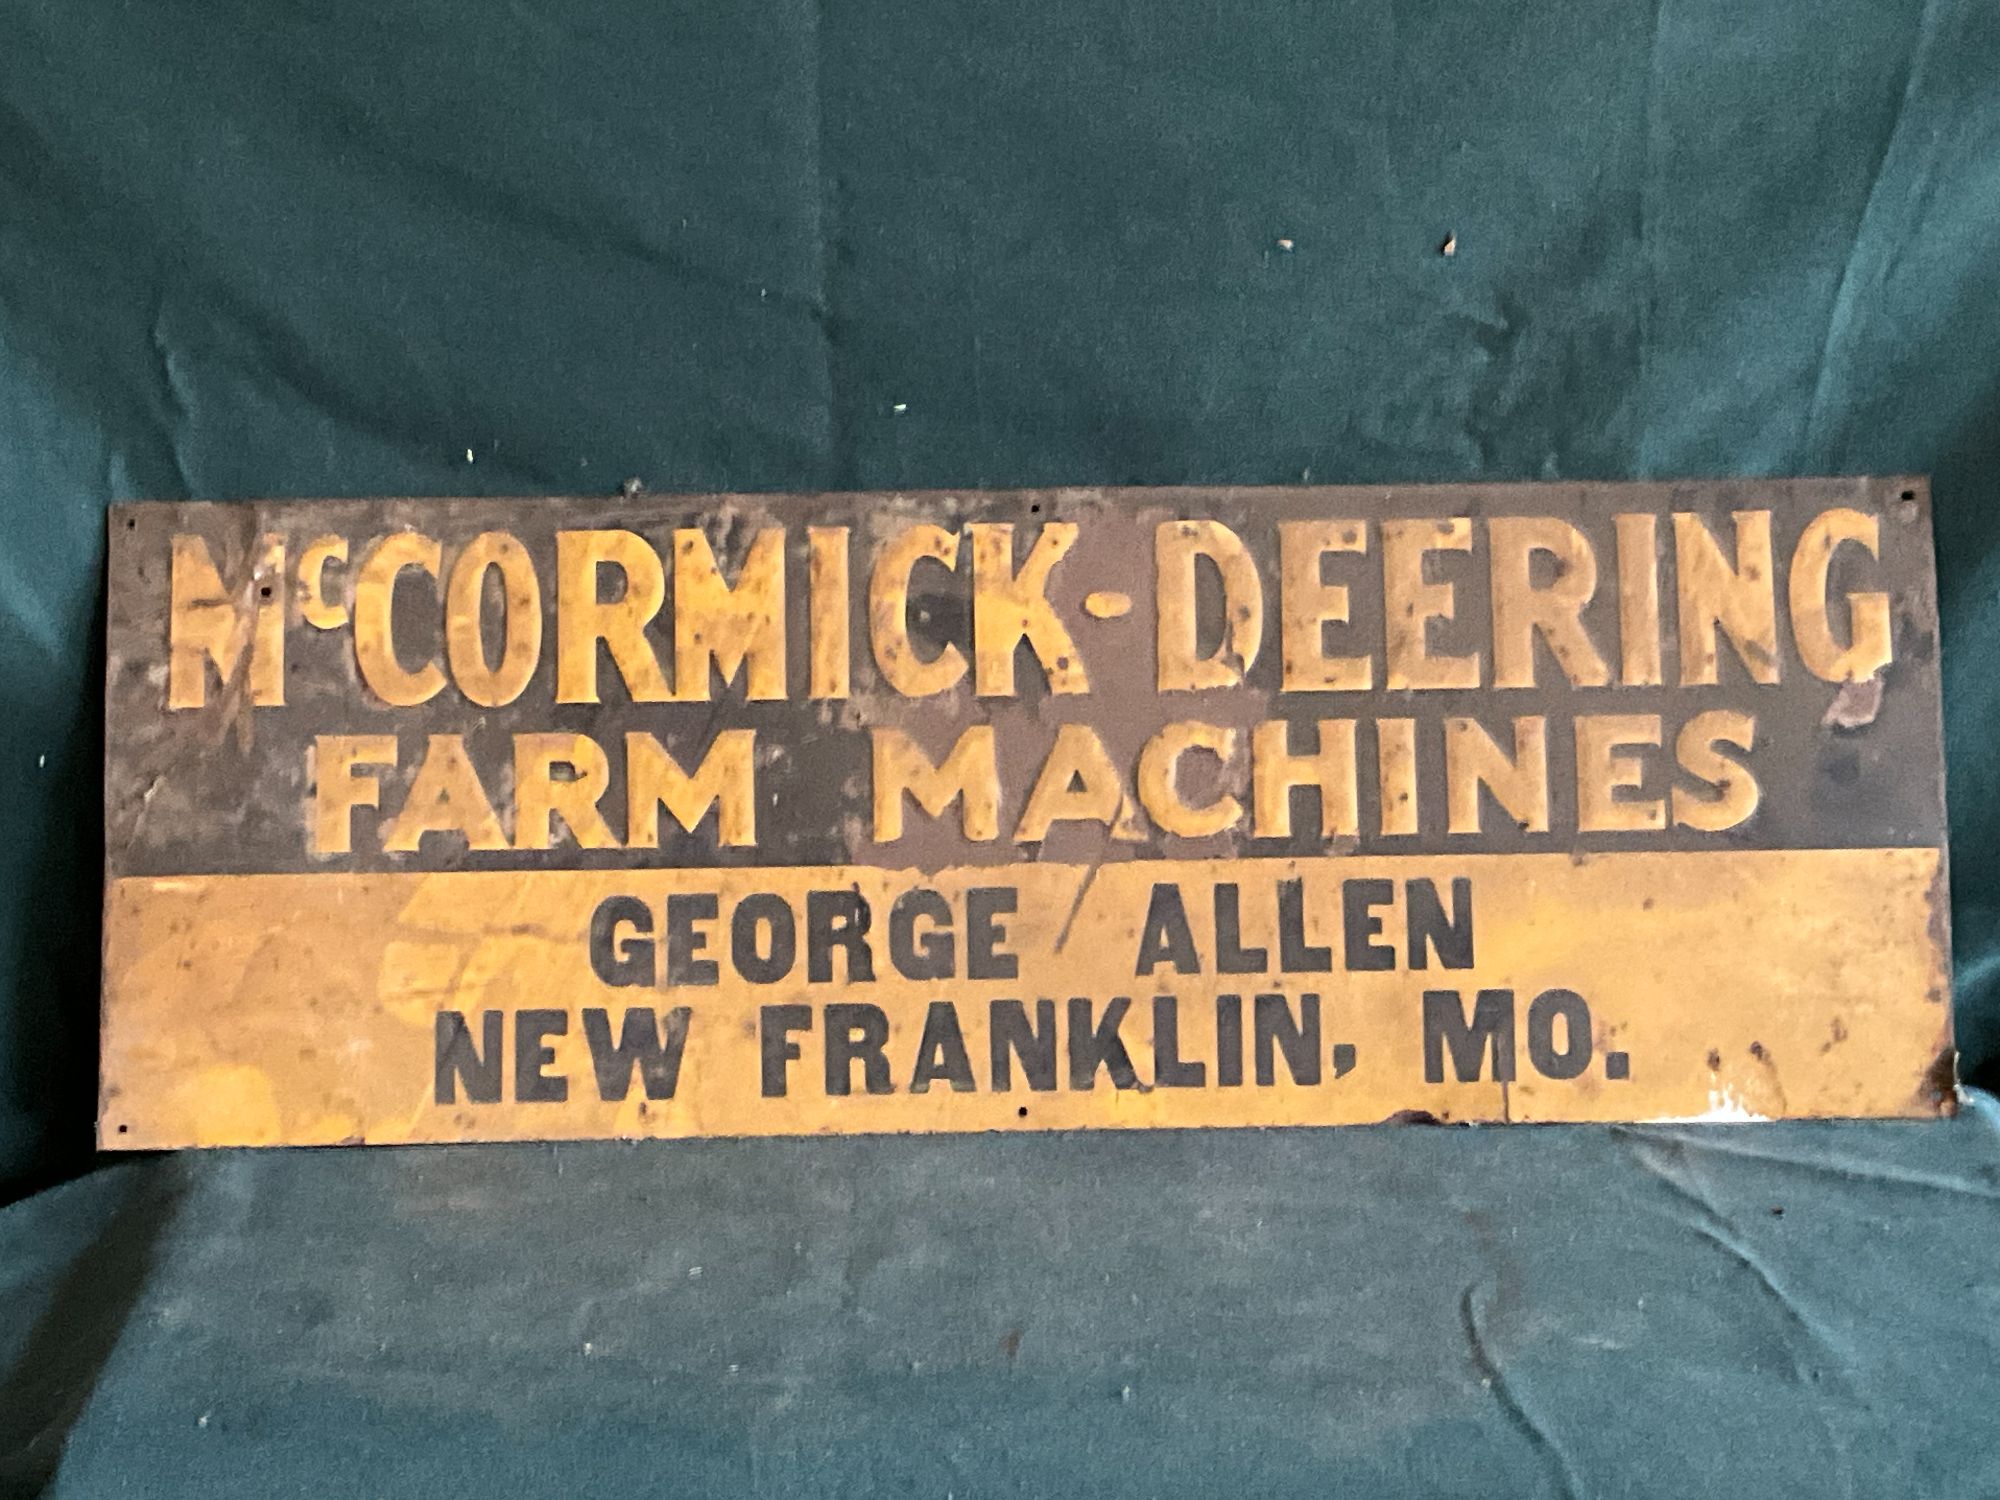 McCORMICK-DEERING
FARM MACHINES
GEORGE ALLEN
NEW FRANKLIN, MO.